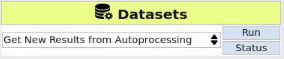 Datasets
Get New Results from Autoprocessing
Run
Status